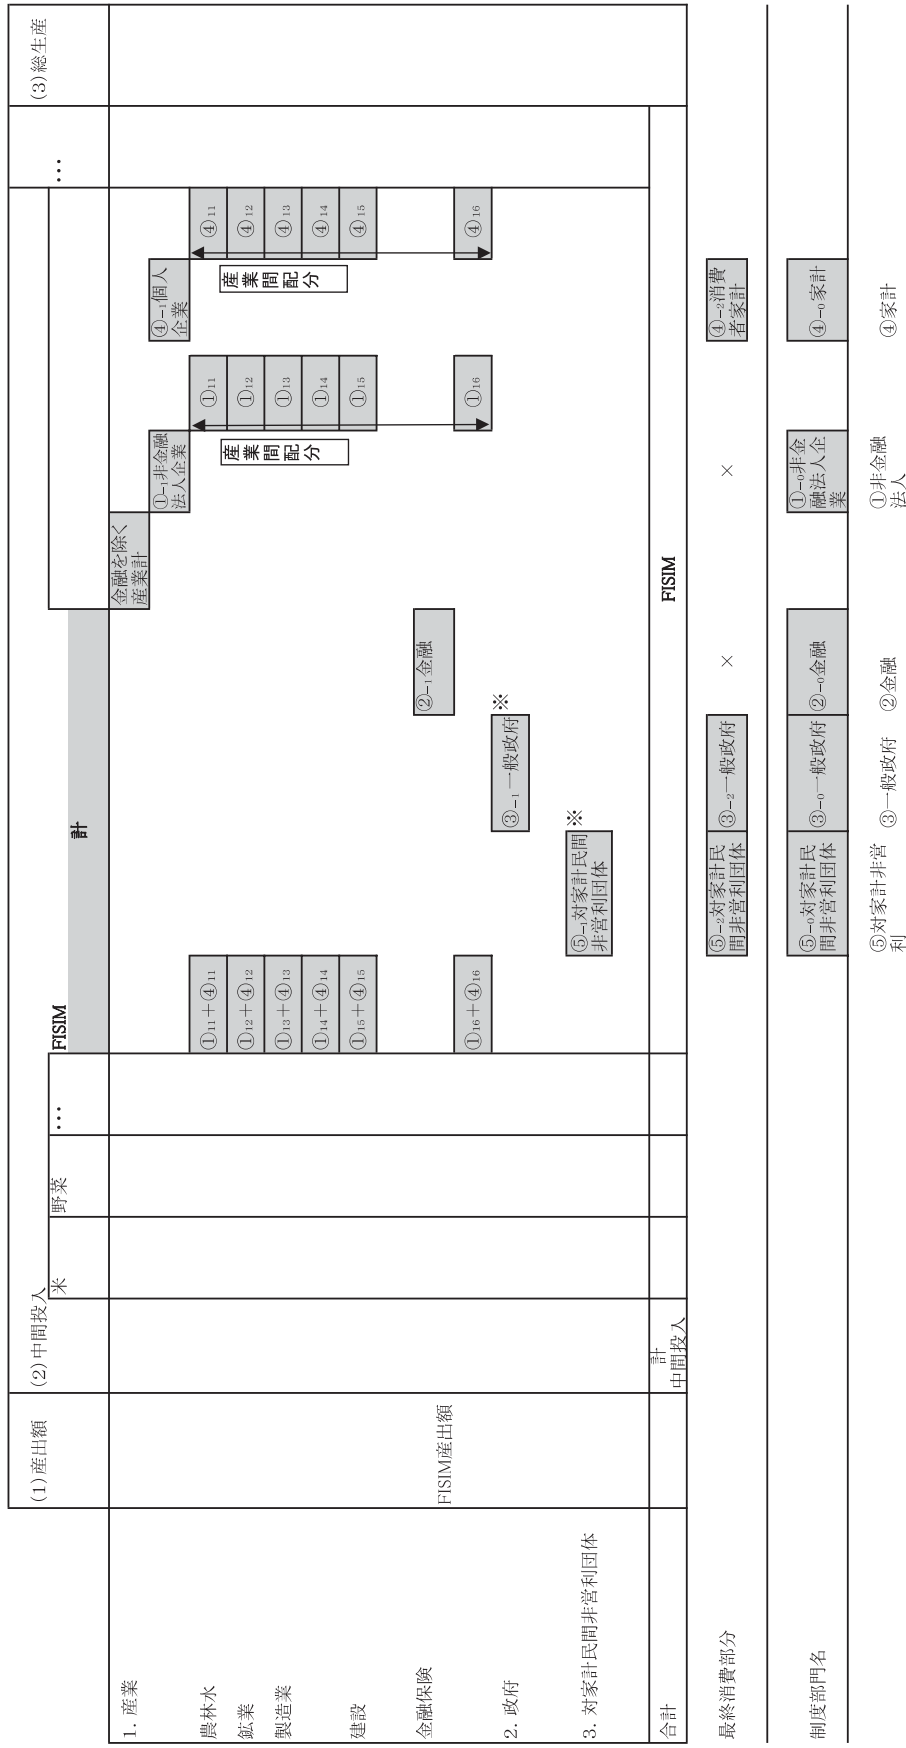 (1)産出額
(2)中間投入
(3)総生産
米
野菜
…
FISIM
計
…
金融を除く
産業計
①₋₁非金融
法人企業
④₋₁個人
企業
1. 産業
農林水
①₁₁＋④₁₁
①₁₁
④₁₁
鉱業
①₁₂＋④₁₂
①₁₂
④₁₂
製造業
①₁₃＋④₁₃
①₁₃
④₁₃
①₁₄＋④₁₄
①₁₄
④₁₄
建設
①₁₅＋④₁₅
①₁₅
④₁₅
産業間配分
産業間配分
金融保険
FISIM産出額
②₋₁金融
①₁₆＋④₁₆
①₁₆
④₁₆
2. 政府
③₋₁一般政府
※
3. 対家計民間非営利団体
⑤₋₁対家計民間
非営利団体
※
合計
計
中間投入
FISIM
最終消費部分
⑤₋₂対家計民
間非営利団体
③₋₂一般政府
×
×
④₋₂消費
者家計
制度部門名
⑤₋₀対家計民
間非営利団体
③₋₀一般政府
②₋₀金融
①₋₀非金
融法人企
業
④₋₀家計
⑤対家計非営
利
③一般政府
②金融
①非金融
法人
④家計